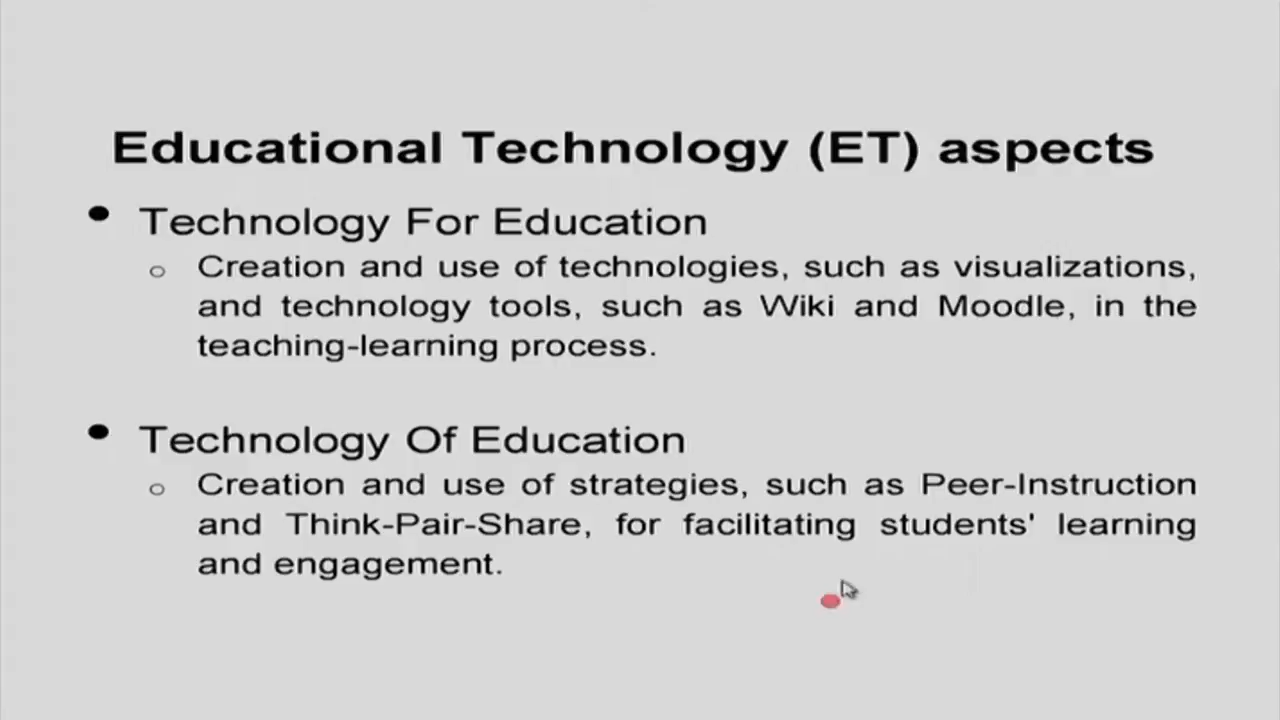 Educational Technology (ET) aspects
• Technology For Education
○ Creation and use of technologies, such as visualizations,
and technology tools, such as Wiki and Moodle, in the
teaching-learning process.
• Technology Of Education
○ Creation and use of strategies, such as Peer-Instruction
and Think-Pair-Share, for facilitating students' learning
and engagement.